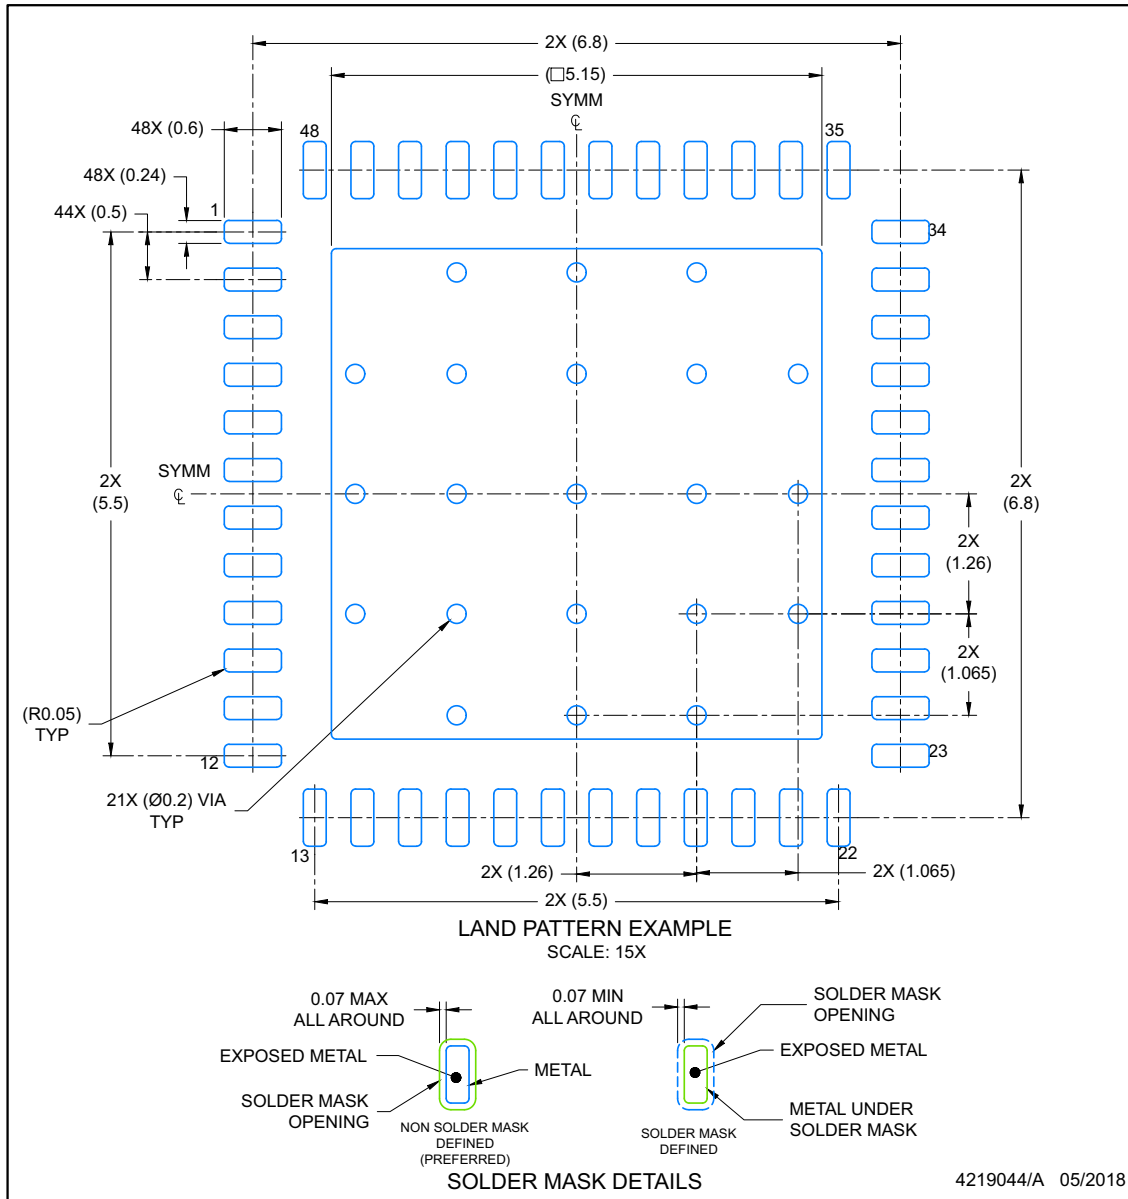 2X (6.8)
(□5.15)
SYMM
℄
48X (0.6)
48
35
48X (0.24)
44X (0.5)
1
34
SYMM
℄
2X
(5.5)
2X
(6.8)
2X
(1.26)
2X
(1.065)
(R0.05)
TYP
12
23
21X (Ø0.2) VIA
TYP
13
22
2X (1.26)
2X (1.065)
2X (5.5)
LAND PATTERN EXAMPLE
SCALE: 15X
0.07 MAX
ALL AROUND
EXPOSED METAL
METAL
SOLDER MASK
OPENING
NON SOLDER MASK
DEFINED
(PREFERRED)
0.07 MIN
ALL AROUND
SOLDER MASK
OPENING
EXPOSED METAL
METAL UNDER
SOLDER MASK
SOLDER MASK
DEFINED
SOLDER MASK DETAILS
4219044/A 05/2018